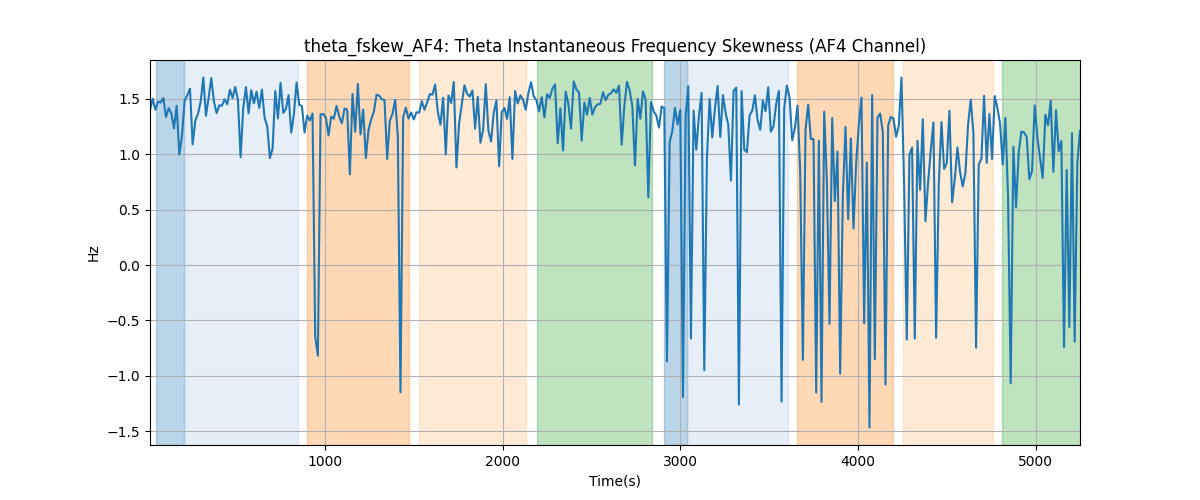 theta_fskew_AF4: Theta Instantaneous Frequency Skewness (AF4 Channel)
Hz
1.5
1.0
0.5
0.0
−0.5
−1.0
−1.5
1000 2000 3000 4000 5000
Time(s)